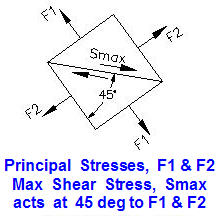 F1
F2
Smax
45°
F2
F1
Principal Stresses, F1 & F2
Max Shear Stress, Smax
acts at 45 deg to F1 & F2